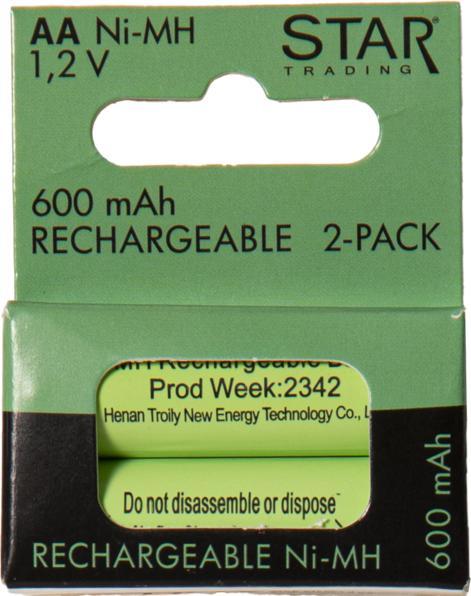 AA Ni-MH
1,2 V
STAR
TRADING
600 mAh
RECHARGEABLE 2-PACK
Rechargeable
Prod Week:2342
Henan Troily New Energy Technology Co.,
Do not disassemble or dispose
RECHARGEABLE Ni-MH
600 mAh